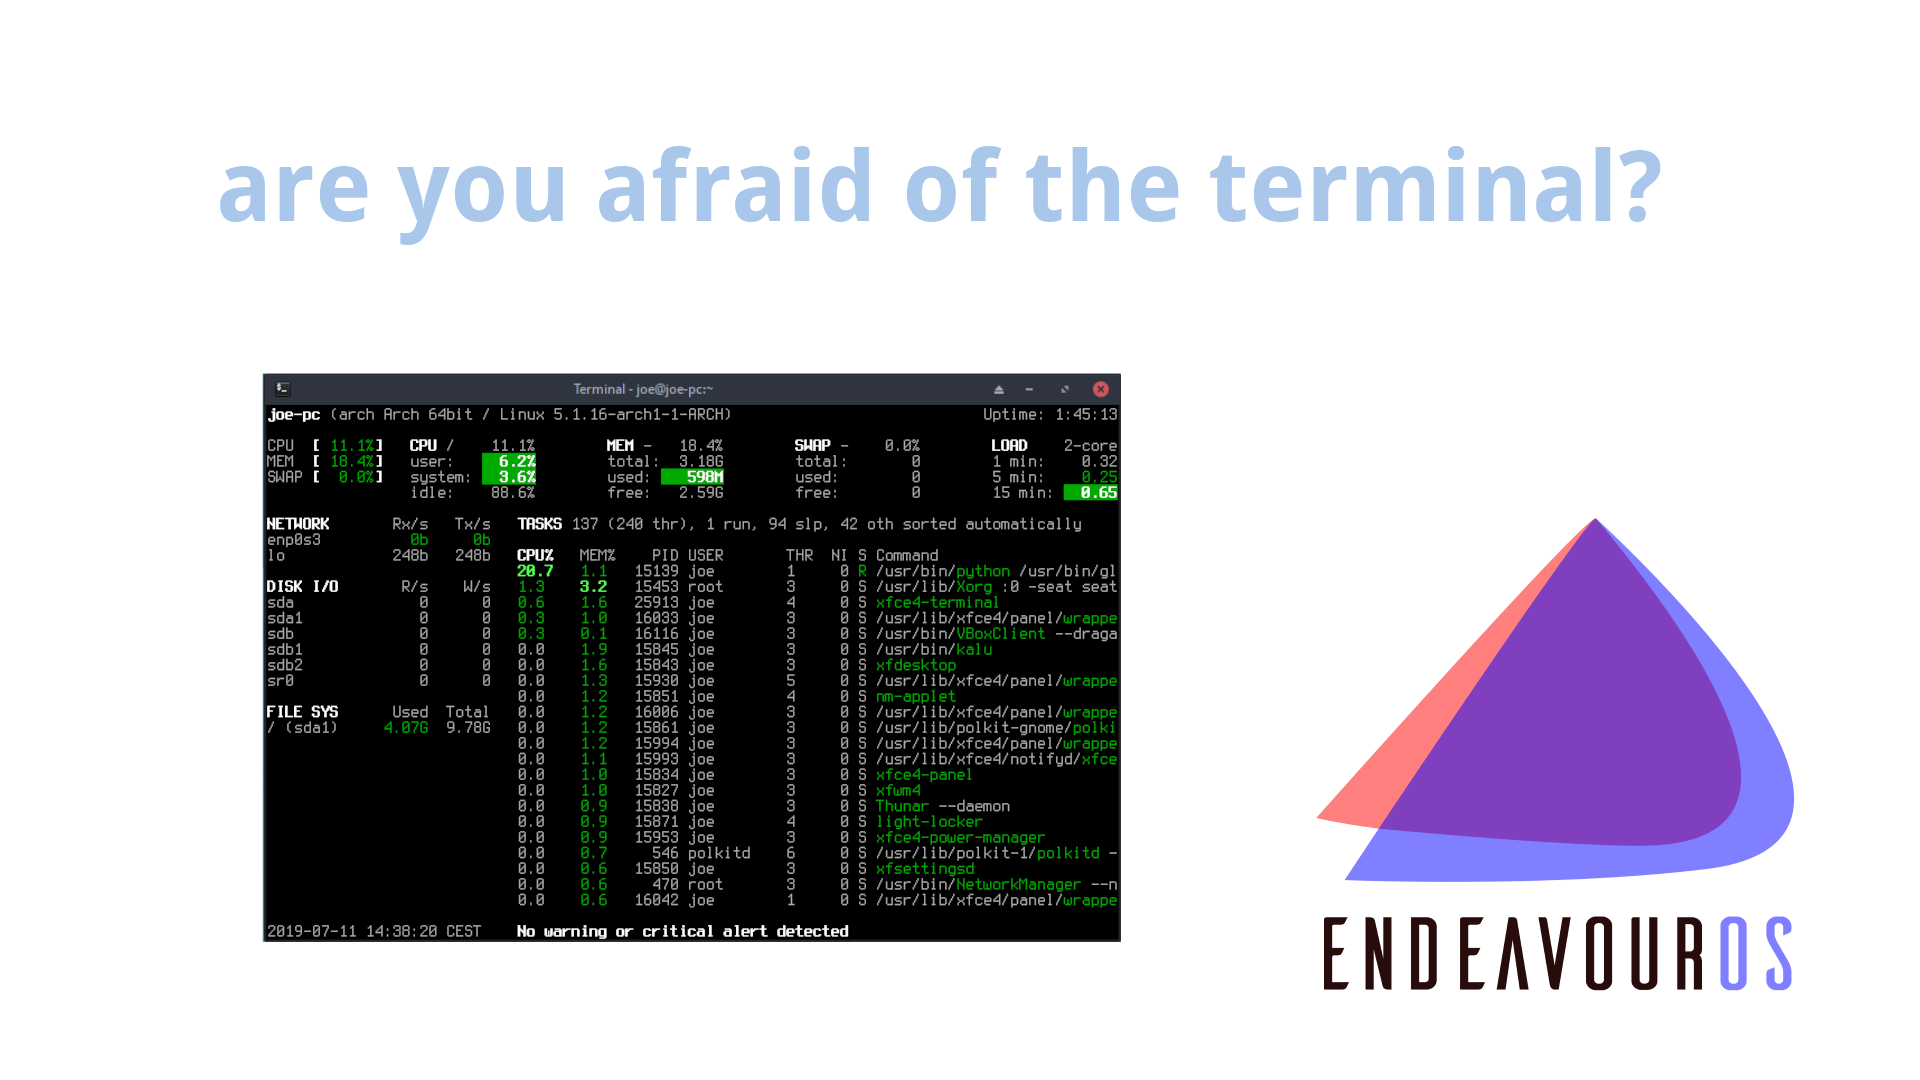 are you afraid of the terminal?
Terminal - joe@joe-pc:~
joe-pc (arch Arch 64bit / Linux 5.1.16-arch1-1-ARCH) Uptime: 1:45:13
CPU [ 11.1%] CPU / 11.1% MEM - 18.4% SWAP - 0.0% LOAD 2-core
MEM [ 18.4%] user: 6.2% total: 3.18G total: 0 1 min: 0.32
SWAP [ 0.0%] system: 3.6% used: 598M used: 0 5 min: 0.25
idle: 88.6% free: 2.59G free: 0 15 min: 0.65
NETWORK Rx/s Tx/s TASKS 137 (240 thr), 1 run, 94 slp, 42 oth sorted automatically
enp0s3 0b 0b
lo 248b 248b CPU% MEM% PID USER THR NI S Command
20.7 1.1 15139 joe 1 0 R /usr/bin/python /usr/bin/gl
DISK I/O R/s W/s 1.3 3.2 15453 root 3 0 S /usr/lib/Xorg :0 -seat seat
sda 0 0 0.6 1.6 25913 joe 4 0 S xfce4-terminal
sda1 0 0 0.3 1.0 16033 joe 3 0 S /usr/lib/xfce4/panel/wrappe
sdb 0 0 0.3 0.1 16116 joe 3 0 S /usr/bin/VBoxClient --draga
sdb1 0 0 0.0 1.9 15845 joe 3 0 S /usr/bin/kalu
sdb2 0 0 0.0 1.6 15843 joe 3 0 S xfdesktop
sr0 0 0 0.0 1.3 15930 joe 5 0 S /usr/lib/xfce4/panel/wrappe
0.0 1.2 15851 joe 4 0 S nm-applet
FILE SYS Used Total 0.0 1.2 16006 joe 3 0 S /usr/lib/xfce4/panel/wrappe
/ (sda1) 4.07G 9.78G 0.0 1.2 15861 joe 3 0 S /usr/lib/polkit-gnome/polki
0.0 1.2 15994 joe 3 0 S /usr/lib/xfce4/panel/wrappe
0.0 1.1 15993 joe 3 0 S /usr/lib/xfce4/notifyd/xfce
0.0 1.0 15834 joe 3 0 S xfce4-panel
0.0 1.0 15827 joe 3 0 S xfwm4
0.0 0.9 15838 joe 3 0 S Thunar --daemon
0.0 0.9 15871 joe 4 0 S light-locker
0.0 0.9 15953 joe 3 0 S xfce4-power-manager
0.0 0.7 546 polkitd 6 0 S /usr/lib/polkit-1/polkitd -
0.0 0.6 15850 joe 3 0 S xfsettingsd
0.0 0.6 470 root 3 0 S /usr/bin/NetworkManager --n
0.0 0.6 16042 joe 1 0 S /usr/lib/xfce4/panel/wrappe
2019-07-11 14:38:20 CEST No warning or critical alert detected
ENDEAVOUROS